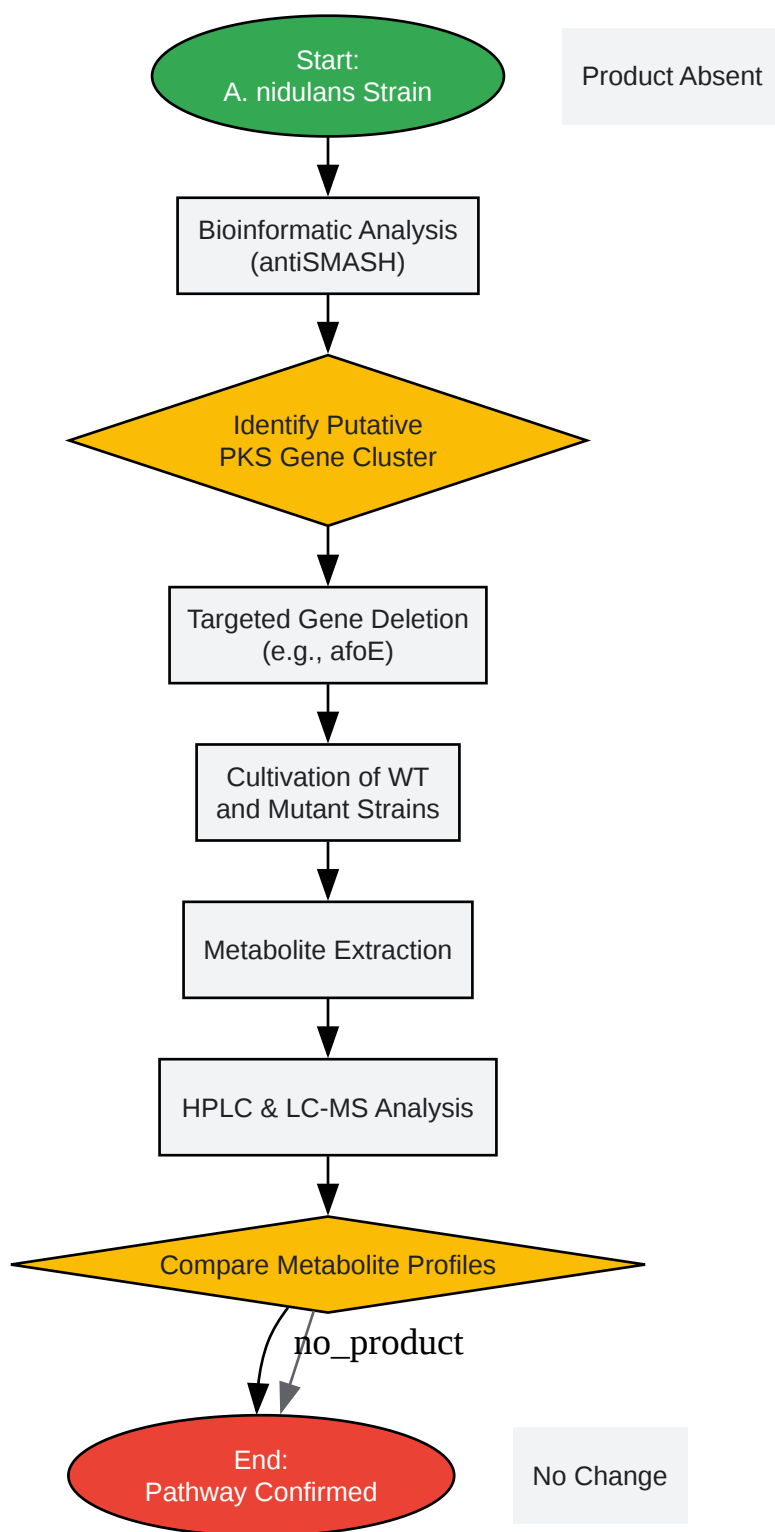 Start:
A. nidulans Strain
Product Absent
Bioinformatic Analysis
(antiSMASH)
Identify Putative
PKS Gene Cluster
Targeted Gene Deletion
(e.g., afoE)
Cultivation of WT
and Mutant Strains
Metabolite Extraction
HPLC & LC-MS Analysis
Compare Metabolite Profiles
no_product
End:
Pathway Confirmed
No Change